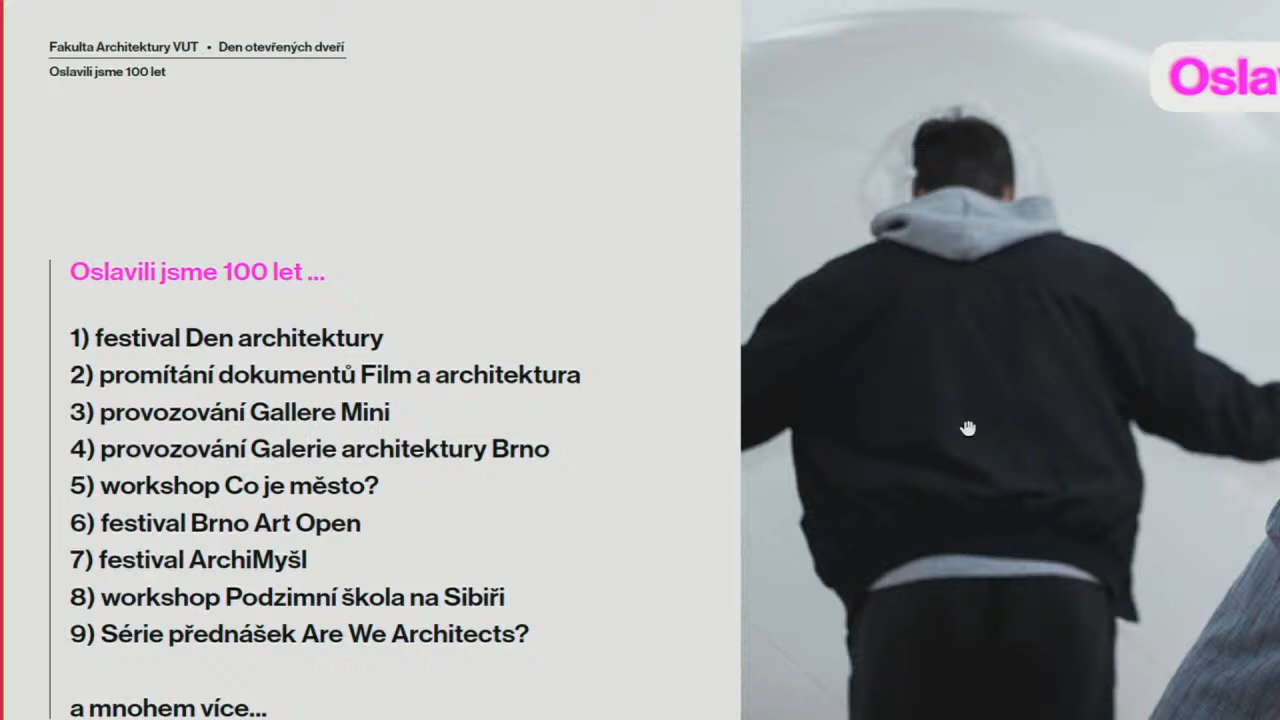 Fakulta Architektury VUT • Den otevřených dveří
Oslavili jsme 100 let
Oslavili jsme 100 let ...
1) festival Den architektury
2) promítání dokumentů Film a architektura
3) provozování Gallere Mini
4) provozování Galerie architektury Brno
5) workshop Co je město?
6) festival Brno Art Open
7) festival ArchiMyšl
8) workshop Podzimní škola na Sibiři
9) Série přednášek Are We Architects?
a mnohem více...